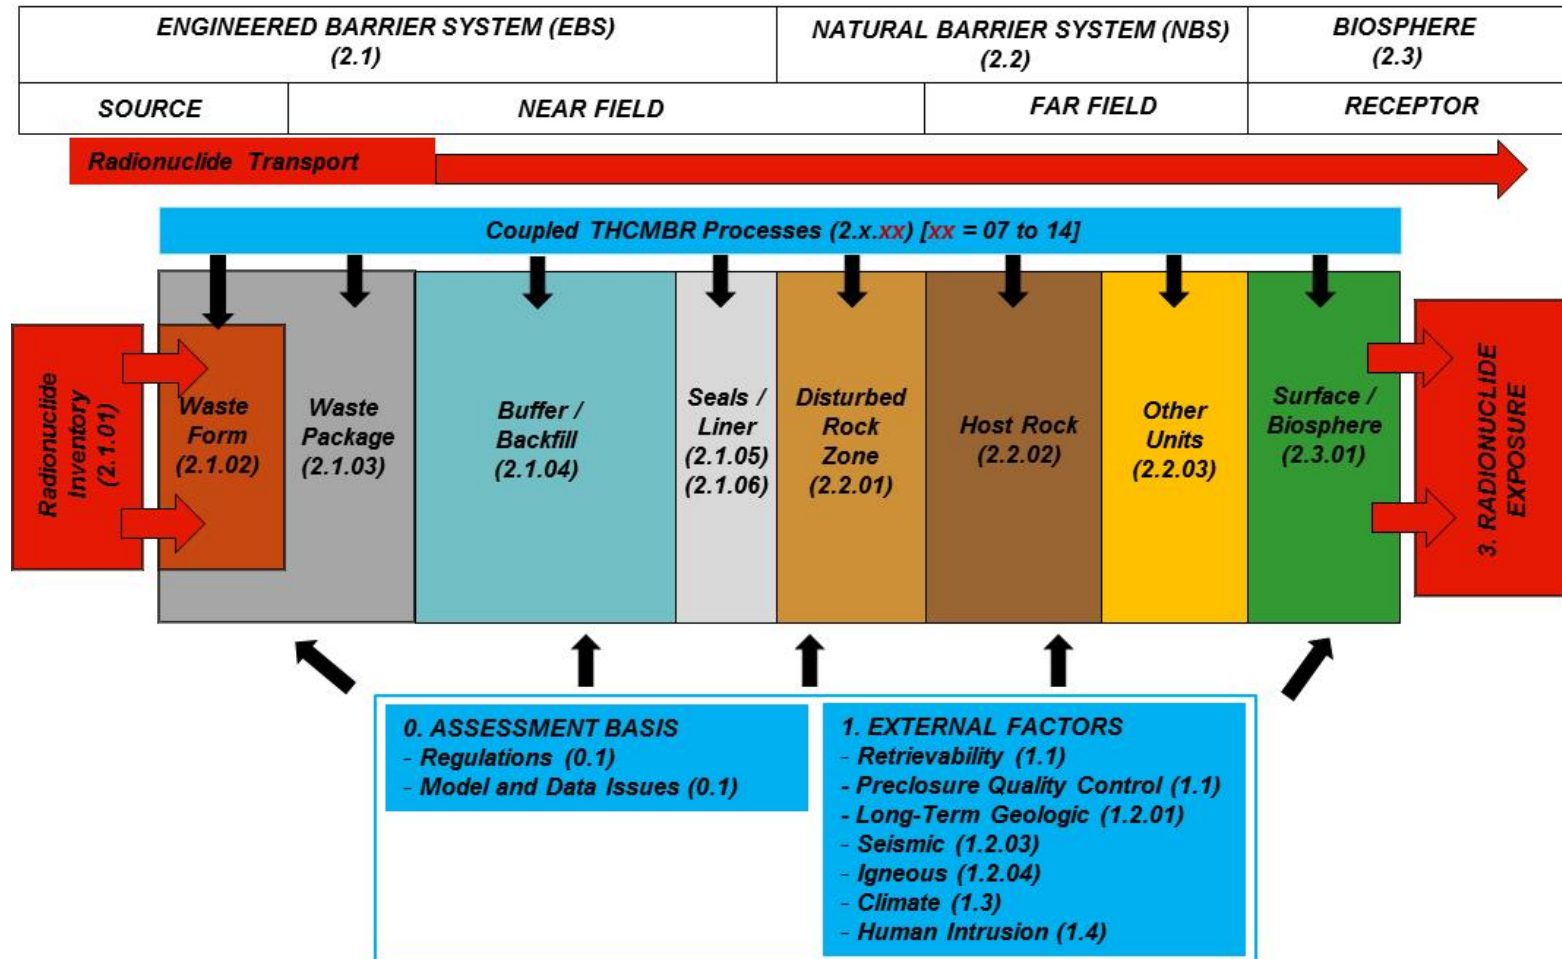 ENGINEERED BARRIER SYSTEM (EBS)
(2.1)
NATURAL BARRIER SYSTEM (NBS)
(2.2)
BIOSPHERE
(2.3)
SOURCE
NEAR FIELD
FAR FIELD
RECEPTOR
Radionuclide Transport
Coupled THCMBR Processes (2.x.xx) [xx = 07 to 14]
Radionuclide
Inventory
(2.1.01)
Waste
Form
(2.1.02)
Waste
Package
(2.1.03)
Buffer /
Backfill
(2.1.04)
Seals /
Liner
(2.1.05)
(2.1.06)
Disturbed
Rock
Zone
(2.2.01)
Host Rock
(2.2.02)
Other
Units
(2.2.03)
Surface /
Biosphere
(2.3.01)
3. RADIONUCLIDE
EXPOSURE
0. ASSESSMENT BASIS
- Regulations (0.1)
- Model and Data Issues (0.1)
1. EXTERNAL FACTORS
- Retrievability (1.1)
- Preclosure Quality Control (1.1)
- Long-Term Geologic (1.2.01)
- Seismic (1.2.03)
- Igneous (1.2.04)
- Climate (1.3)
- Human Intrusion (1.4)